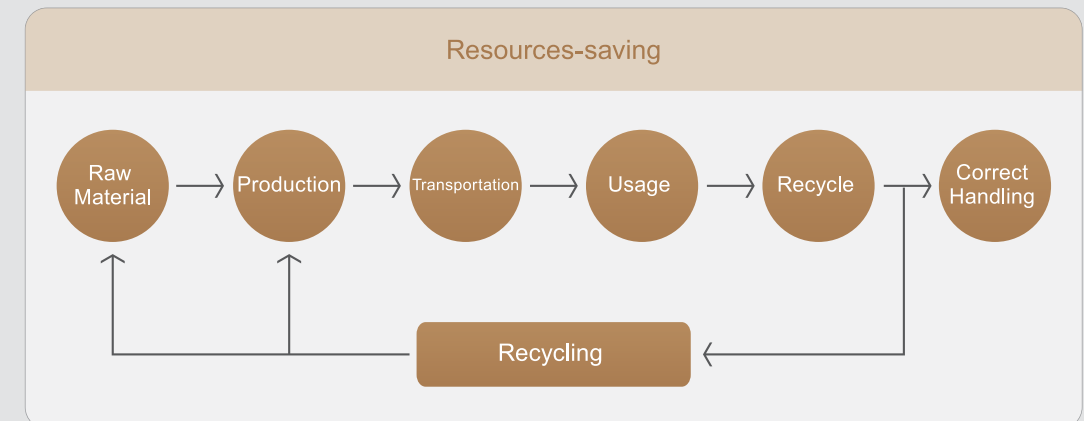 Resources-saving
Raw
Material
Production
Transportation
Usage
Recycle
Correct
Handling
Recycling